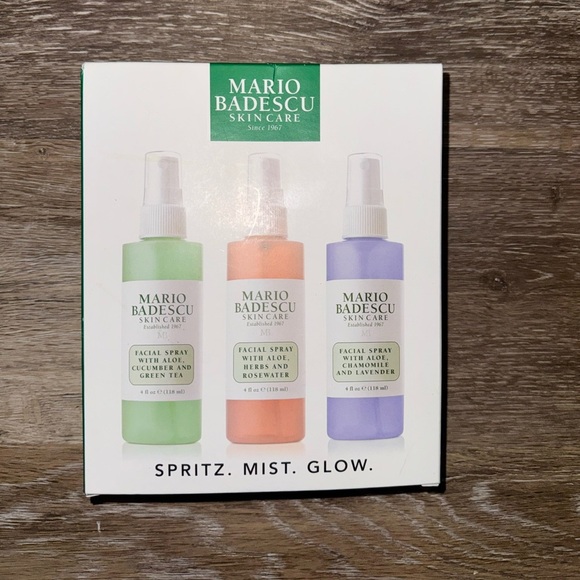 MARIO
BADESCU
SKIN CARE
Since 1967
MARIO
BADESCU
SKIN CARE
Established 1967
FACIAL SPRAY
WITH ALOE,
CUCUMBER AND
GREEN TEA
4 fl oz ℮ (118 ml)
MARIO
BADESCU
SKIN CARE
Established 1967
FACIAL SPRAY
WITH ALOE,
HERBS AND
ROSEWATER
4 fl oz ℮ (118 ml)
MARIO
BADESCU
SKIN CARE
Established 1967
FACIAL SPRAY
WITH ALOE,
CHAMOMILE
AND LAVENDER
4 fl oz ℮ (118 ml)
SPRITZ. MIST. GLOW.